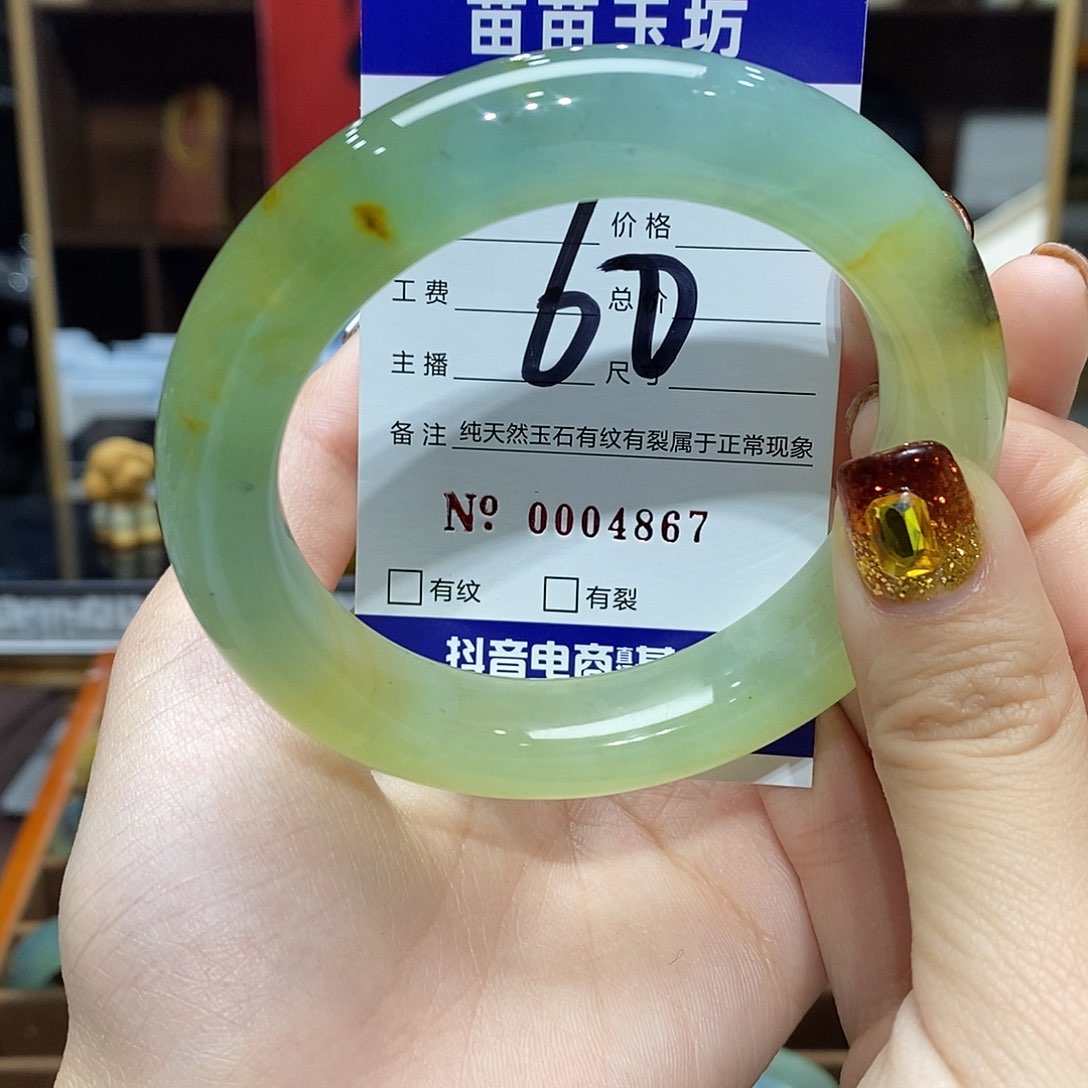 苗苗玉坊
价格
工费 总价
主播 尺寸
60
备注 纯天然玉石有纹有裂属于正常现象
Nº 0004867
有纹 有裂
抖音电商真